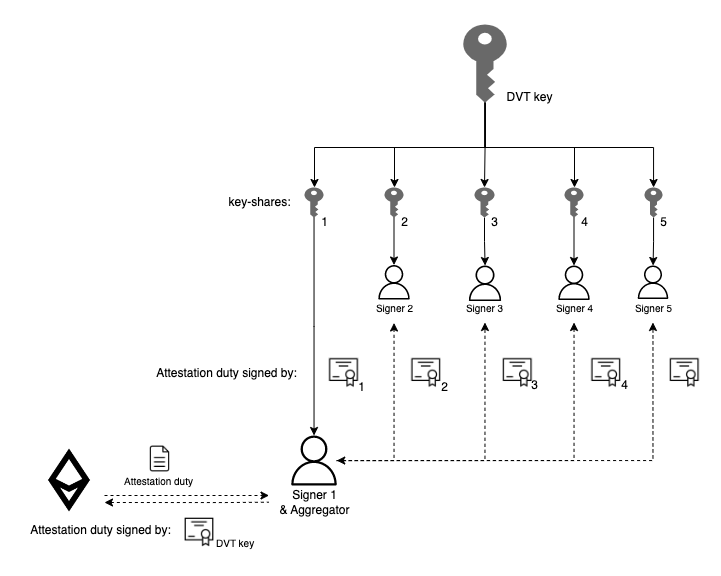 DVT key
key-shares:
1
2
3
4
5
Signer 2
Signer 3
Signer 4
Signer 5
Attestation duty signed by:
1
2
3
4
Attestation duty
Signer 1
& Aggregator
Attestation duty signed by:
DVT key